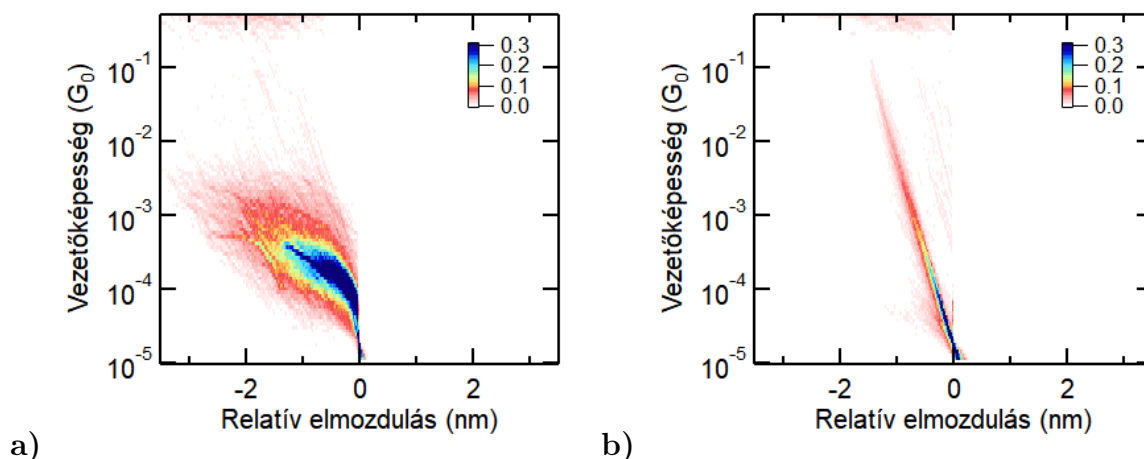 0.3
0.2
0.1
0.0
10^-1
10^-2
10^-3
10^-4
10^-5
Vezetőképesség (G₀)
-2 0 2
Relatív elmozdulás (nm)
a)
0.3
0.2
0.1
0.0
10^-1
10^-2
10^-3
10^-4
10^-5
Vezetőképesség (G₀)
-2 0 2
Relatív elmozdulás (nm)
b)